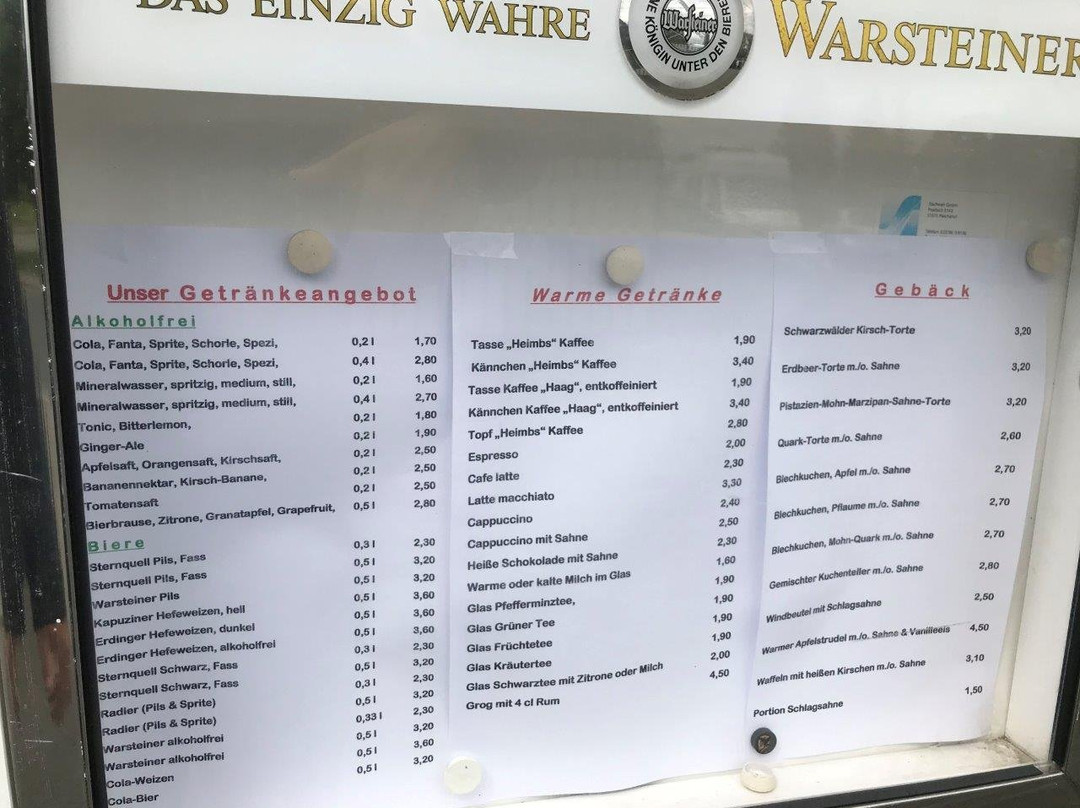 DAS EINZIG WAHRE
Warsteiner
EINE KÖNIGIN UNTER DEN BIEREN
WARSTEINER
Unser Getränkeangebot
Alkoholfrei
Cola, Fanta, Sprite, Schorle, Spezi, 0,2 l 1,70
Cola, Fanta, Sprite, Schorle, Spezi, 0,4 l 2,80
Mineralwasser, spritzig, medium, still, 0,2 l 1,60
Mineralwasser, spritzig, medium, still, 0,4 l 2,70
Tonic, Bitterlemon, 0,2 l 1,80
Ginger-Ale 0,2 l 1,90
Apfelsaft, Orangensaft, Kirschsaft, 0,2 l 2,50
Bananennektar, Kirsch-Banane, 0,2 l 2,50
Tomatensaft 0,2 l 2,50
Bierbrause, Zitrone, Granatapfel, Grapefruit, 0,5 l 2,80
Biere
Sternquell Pils, Fass 0,3 l 2,30
Sternquell Pils, Fass 0,5 l 3,20
Warsteiner Pils 0,5 l 3,20
Kapuziner Hefeweizen, hell 0,5 l 3,60
Erdinger Hefeweizen, dunkel 0,5 l 3,60
Erdinger Hefeweizen, alkoholfrei 0,5 l 3,60
Sternquell Schwarz, Fass 0,3 l 2,30
Sternquell Schwarz, Fass 0,5 l 3,20
Radler (Pils & Sprite) 0,3 l 2,30
Radler (Pils & Sprite) 0,5 l 3,20
Warsteiner alkoholfrei 0,33 l 2,30
Warsteiner alkoholfrei 0,5 l 3,20
Cola-Weizen 0,5 l 3,60
Cola-Bier 0,5 l 3,20
Warme Getränke
Tasse „Heimbs“ Kaffee 1,90
Kännchen „Heimbs“ Kaffee 3,40
Tasse Kaffee „Haag“, entkoffeiniert 1,90
Kännchen Kaffee „Haag“, entkoffeiniert 3,40
Topf „Heimbs“ Kaffee 2,80
Espresso 2,00
Cafe latte 2,30
Latte macchiato 3,30
Cappuccino 2,40
Cappuccino mit Sahne 2,50
Heiße Schokolade mit Sahne 2,30
Warme oder kalte Milch im Glas 1,60
Glas Pfefferminztee, 1,90
Glas Grüner Tee 1,90
Glas Früchtetee 1,90
Glas Kräutertee 1,90
Glas Schwarztee mit Zitrone oder Milch 2,00
Grog mit 4 cl Rum 4,50
Gebäck
Schwarzwälder Kirsch-Torte 3,20
Erdbeer-Torte m./o. Sahne 3,20
Pistazien-Mohn-Marzipan-Sahne-Torte 3,20
Quark-Torte m./o. Sahne 2,60
Blechkuchen, Apfel m./o. Sahne 2,70
Blechkuchen, Pflaume m./o. Sahne 2,70
Blechkuchen, Mohn-Quark m./o. Sahne 2,70
Gemischter Kuchenteller m./o. Sahne 2,80
Windbeutel mit Schlagsahne 2,50
Warmer Apfelstrudel m./o. Sahne & Vanilleeis 4,50
Waffeln mit heißen Kirschen m./o. Sahne 3,10
Portion Schlagsahne 1,50